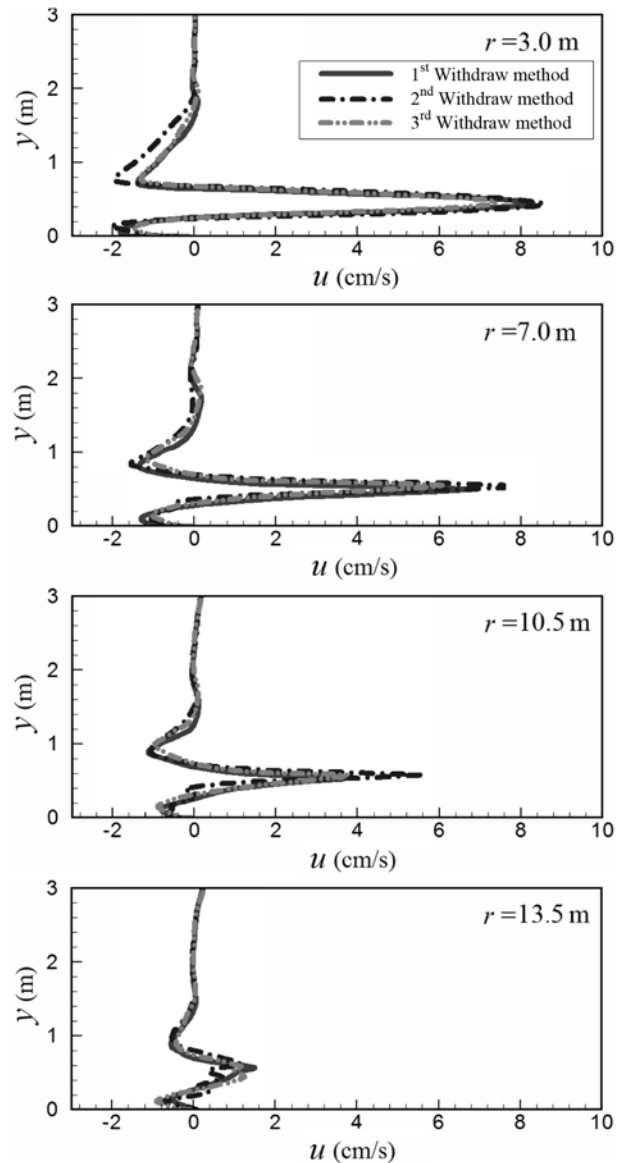 3
r =3.0 m
1st Withdraw method
2nd Withdraw method
3rd Withdraw method
2
1
0
y (m)
-2 0 2 4 6 8 10
u (cm/s)
3
r =7.0 m
2
1
0
y (m)
-2 0 2 4 6 8 10
u (cm/s)
3
r =10.5 m
2
1
0
y (m)
-2 0 2 4 6 8 10
u (cm/s)
3
r =13.5 m
2
1
0
y (m)
-2 0 2 4 6 8 10
u (cm/s)